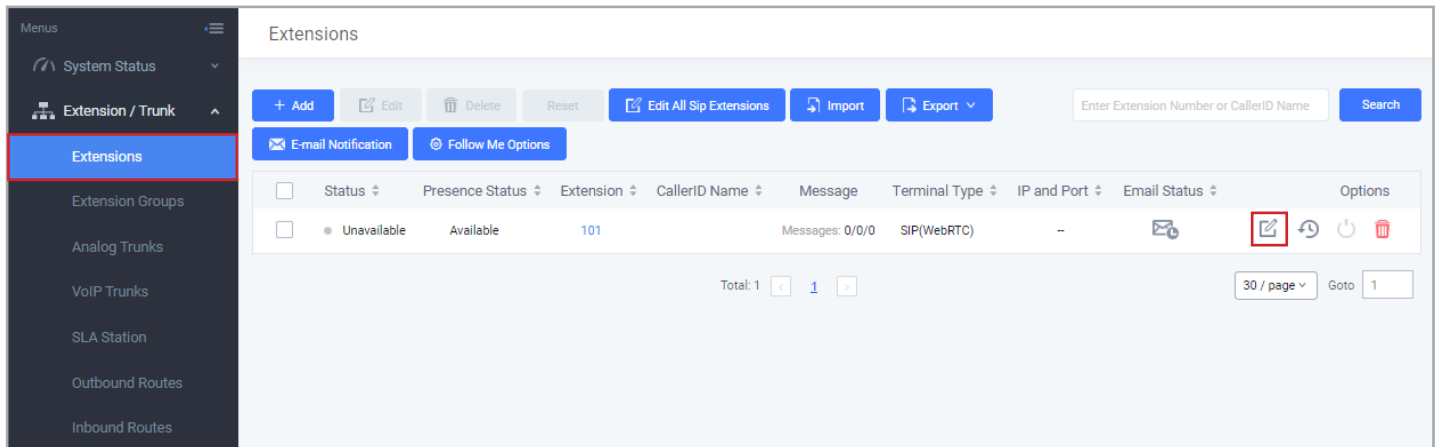 Menus
System Status
Extension / Trunk
Extensions
Extension Groups
Analog Trunks
VoIP Trunks
SLA Station
Outbound Routes
Inbound Routes
Extensions
+ Add Edit Delete Reset Edit All Sip Extensions Import Export Enter Extension Number or CallerID Name Search
E-mail Notification Follow Me Options
Status Presence Status Extension CallerID Name Message Terminal Type IP and Port Email Status Options
Unavailable Available 101 Messages: 0/0/0 SIP(WebRTC) --
Total: 1 < 1 > 30 / page Goto 1